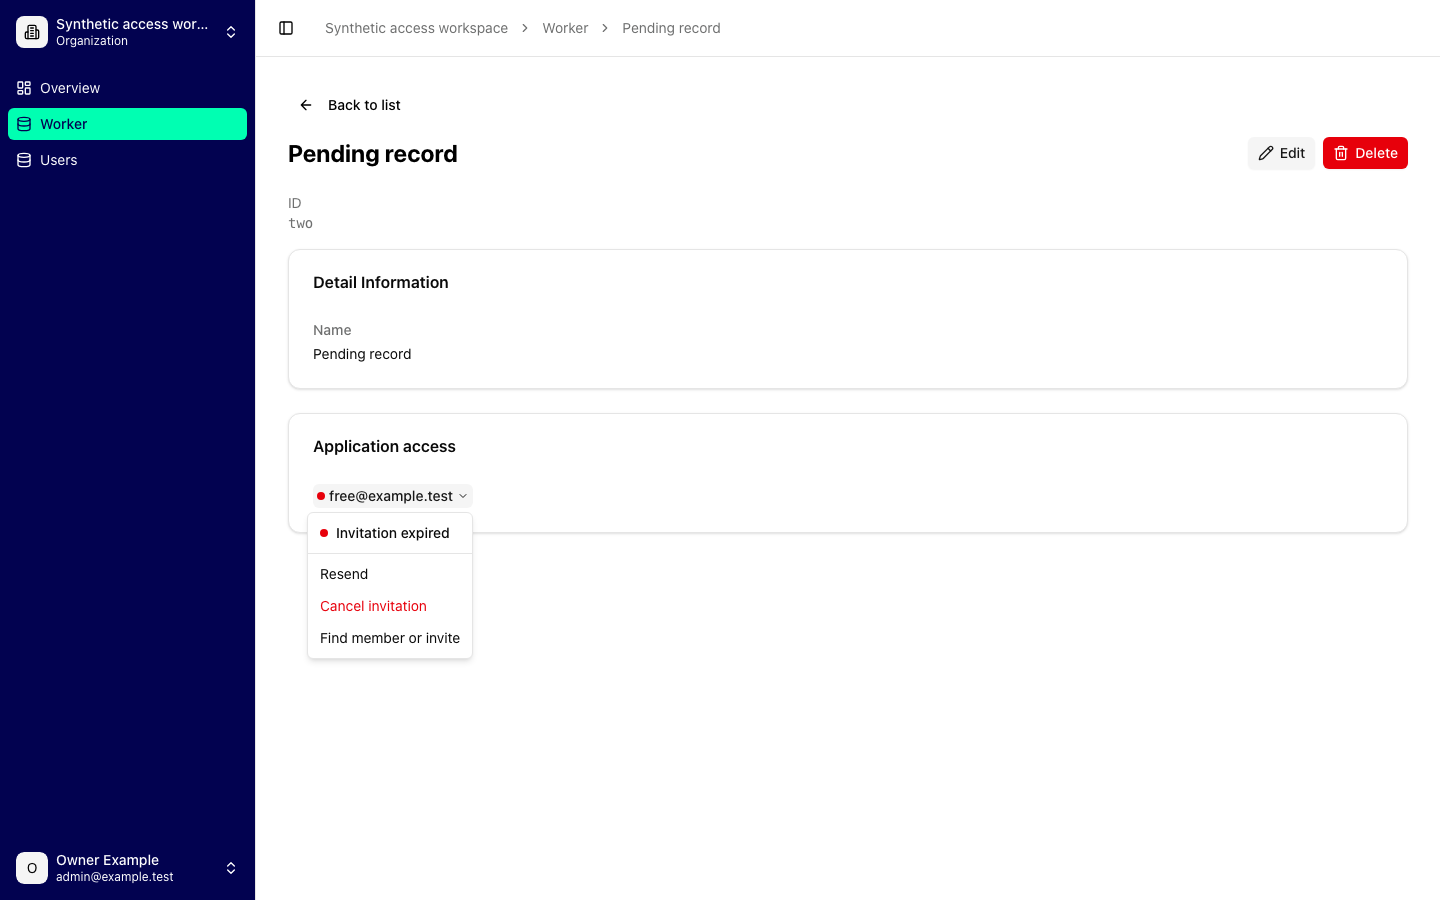 Synthetic access wor...
Organization
Overview
Worker
Users
Owner Example
O
admin@example.test
Synthetic access workspace > Worker > Pending record
Back to list
Pending record
Edit
Delete
ID
two
Detail Information
Name
Pending record
Application access
free@example.test
Invitation expired
Resend
Cancel invitation
Find member or invite